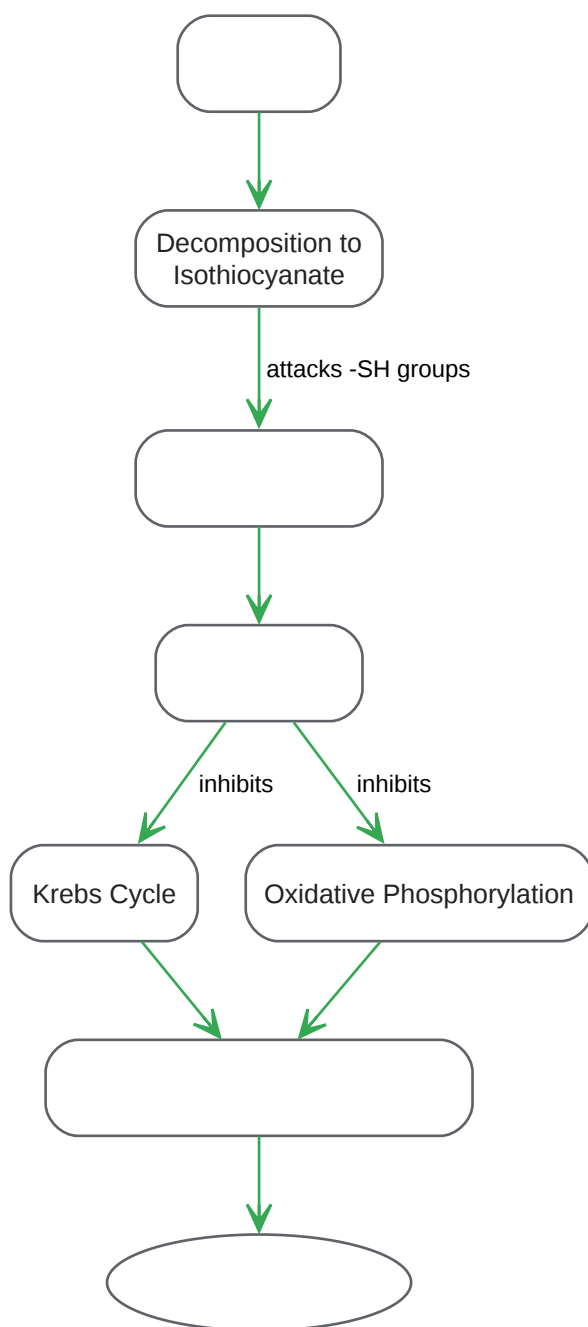 Decomposition to
Isothiocyanate
attacks -SH groups
inhibits
inhibits
Krebs Cycle
Oxidative Phosphorylation